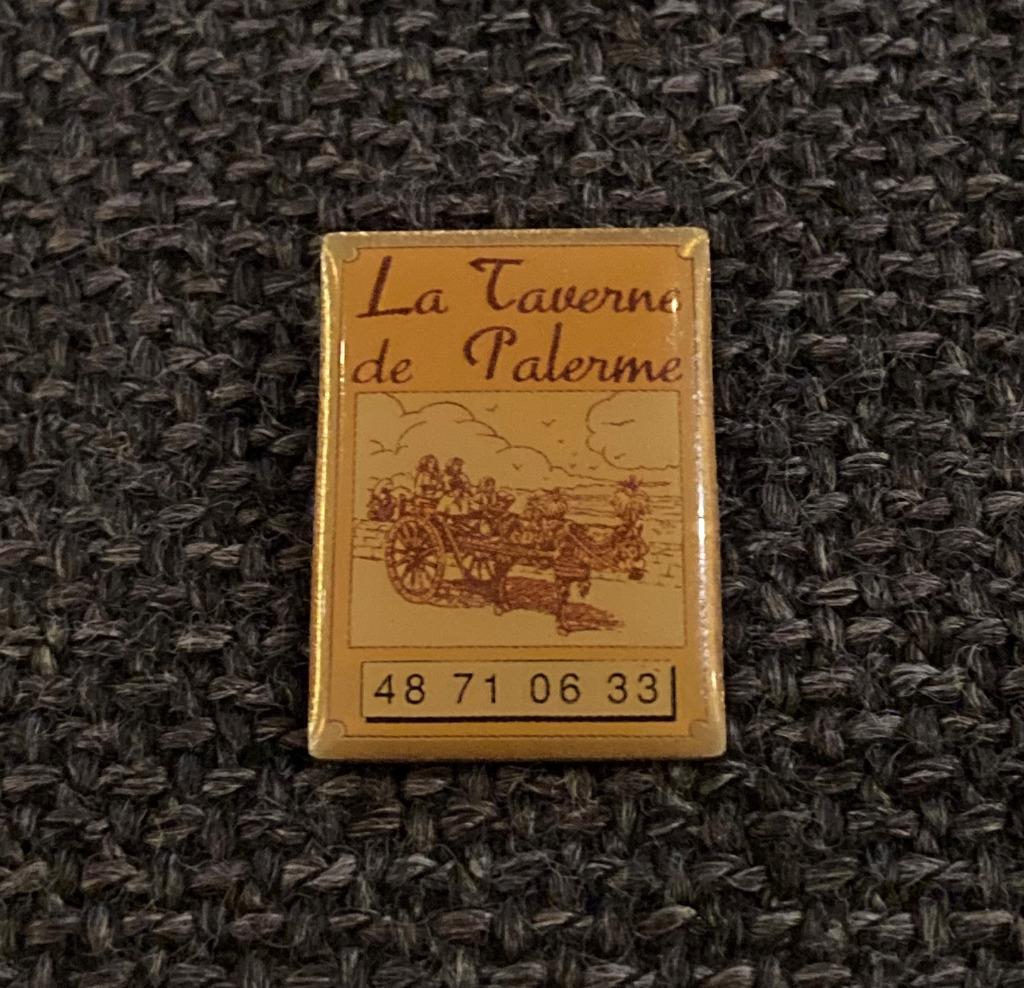 La Taverne
de Palerme
48 71 06 33